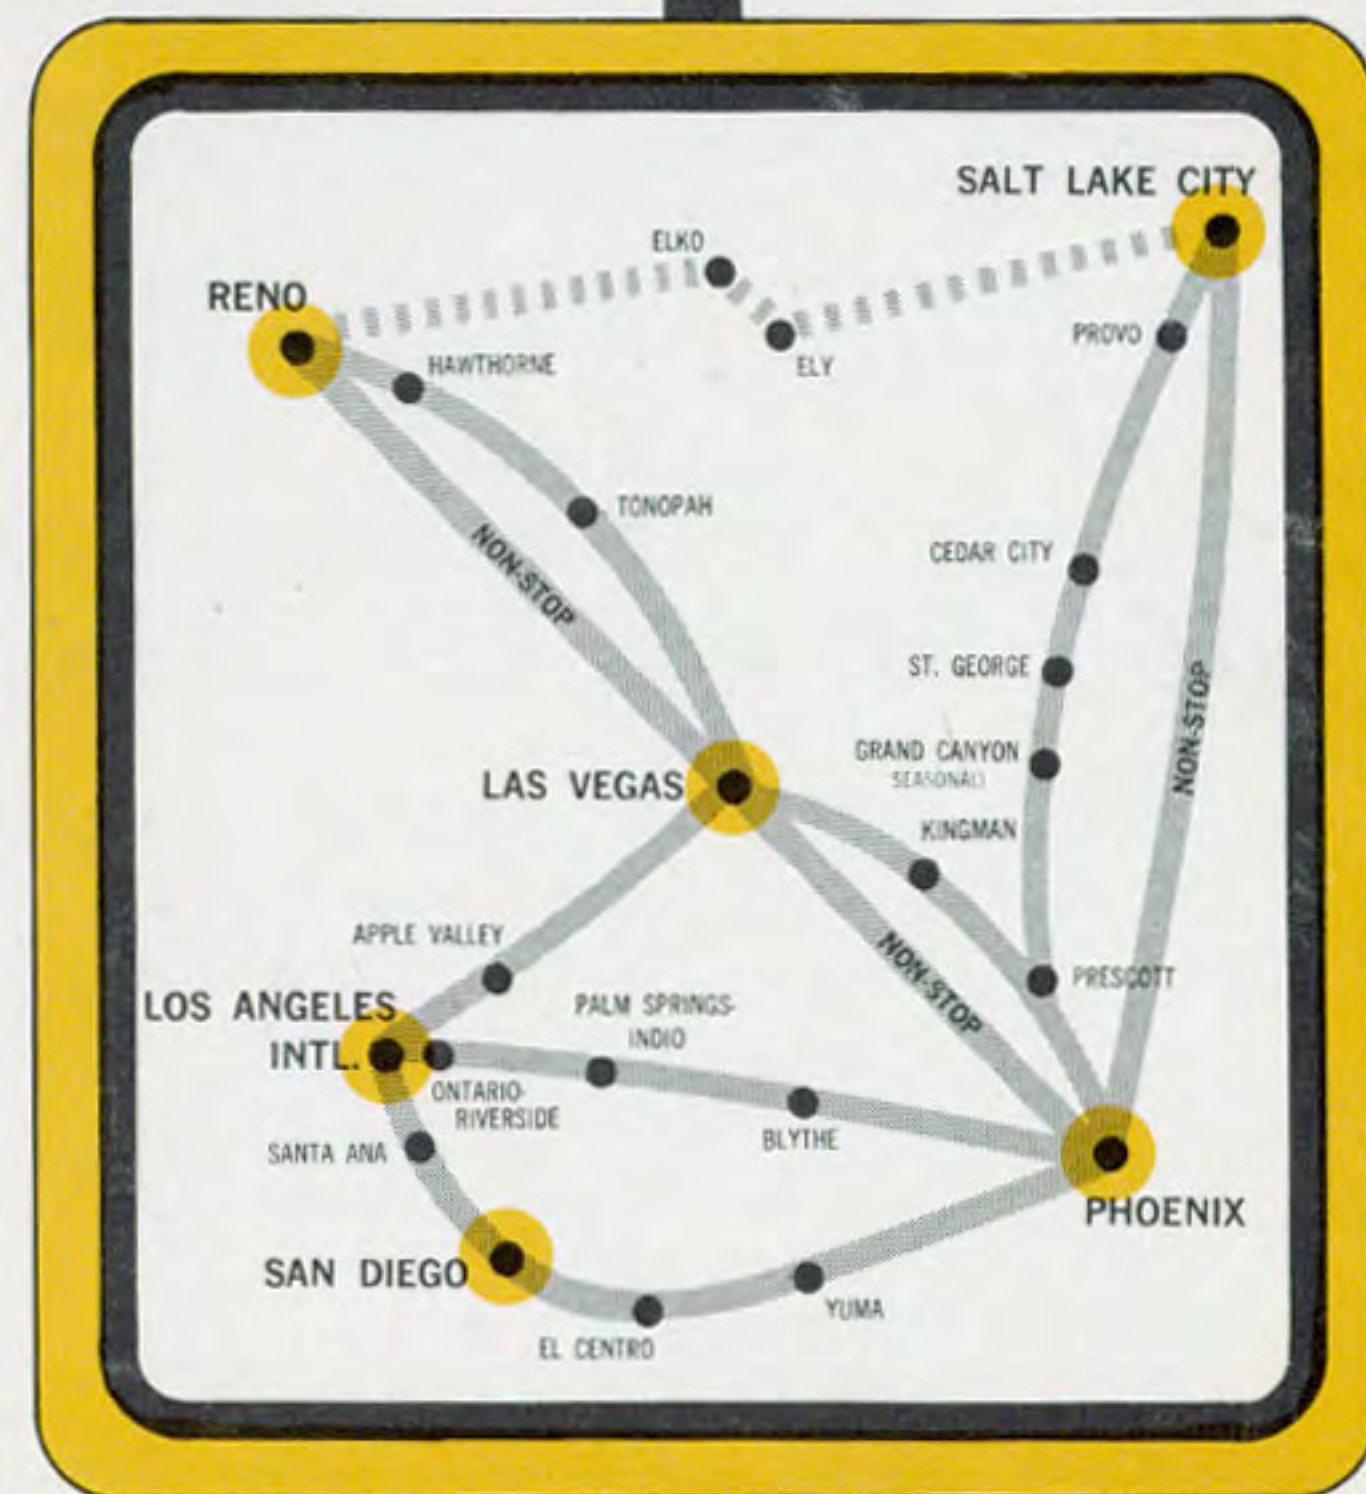 SALT LAKE CITY
ELKO
RENO
PROVO
HAWTHORNE
ELY
TONOPAH
NON-STOP
CEDAR CITY
ST. GEORGE
NON-STOP
GRAND CANYON
SEASONAL)
LAS VEGAS
KINGMAN
APPLE VALLEY
NON-STOP
PRESCOTT
LOS ANGELES
INTL.
PALM SPRINGS-
INDIO
ONTARIO-
RIVERSIDE
BLYTHE
SANTA ANA
PHOENIX
SAN DIEGO
YUMA
EL CENTRO